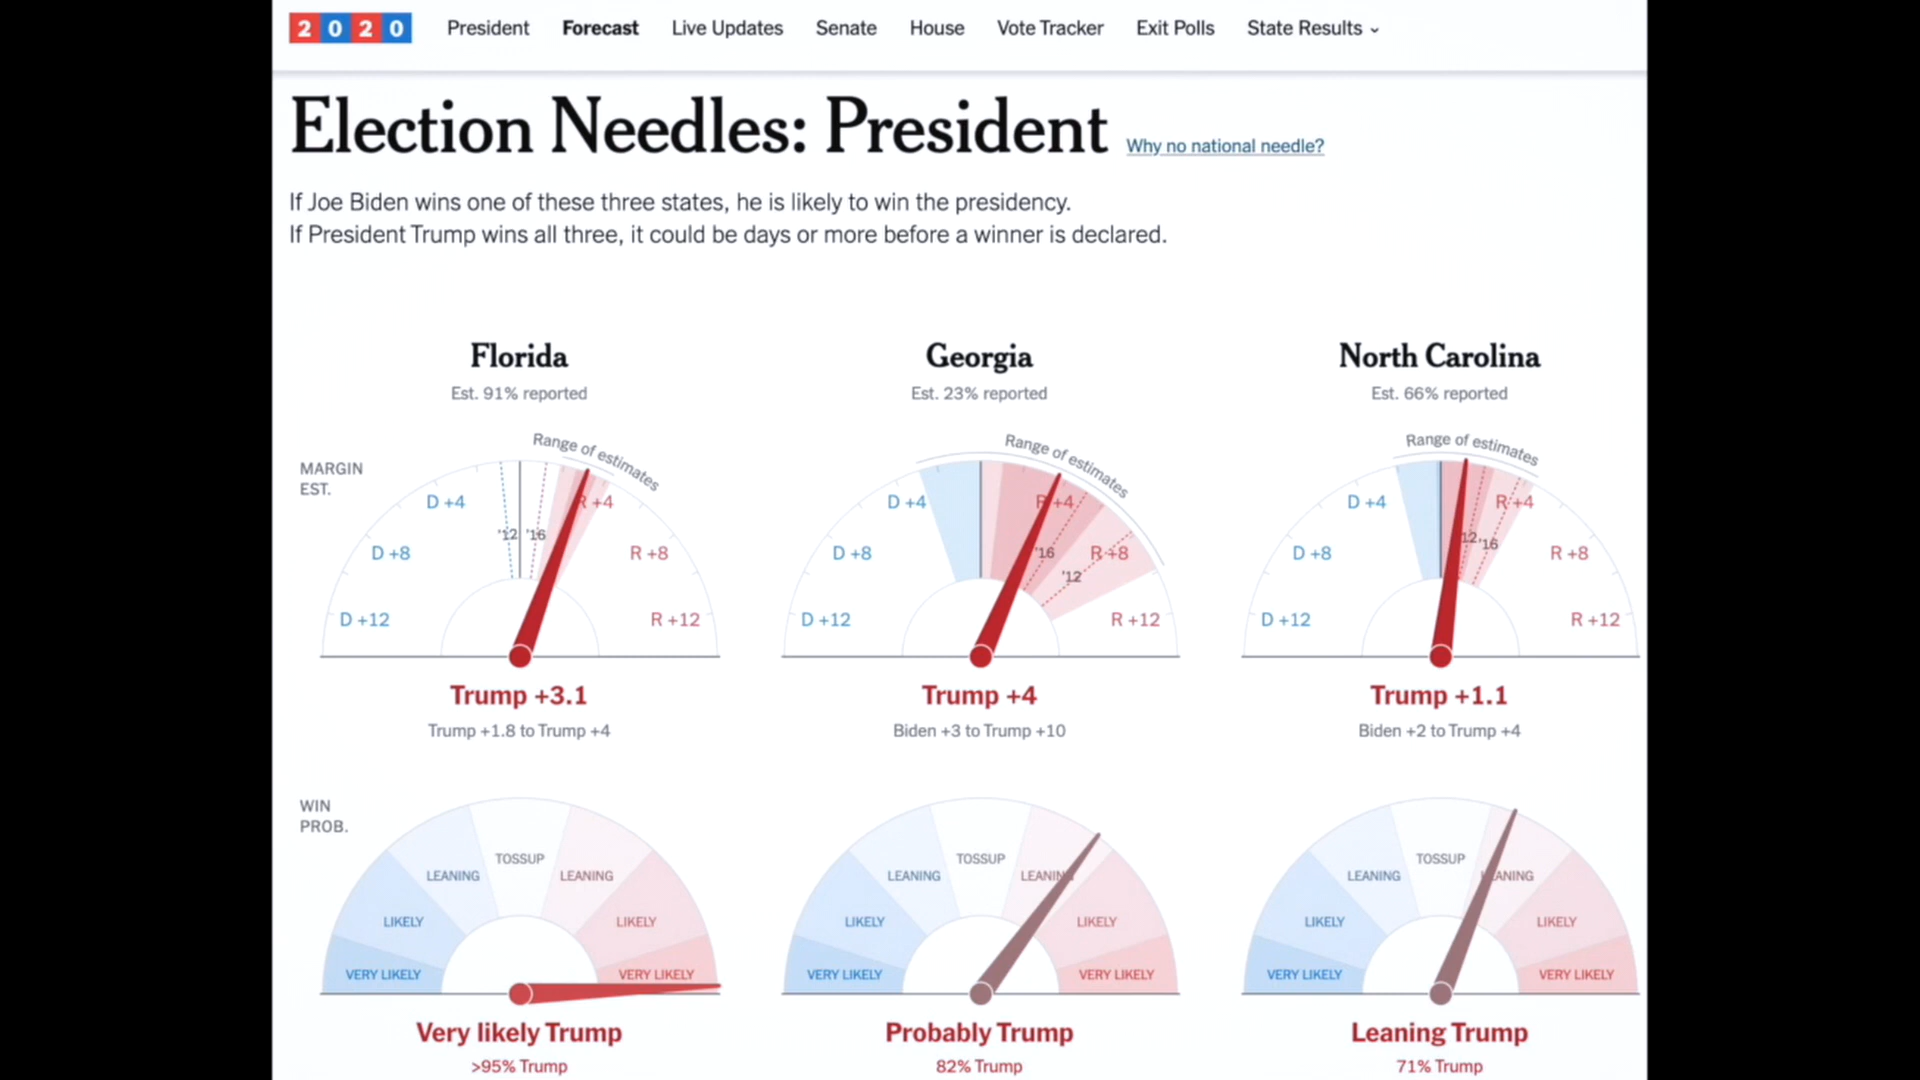 2020 President Forecast Live Updates Senate House Vote Tracker Exit Polls State Results
Election Needles: President Why no national needle?
If Joe Biden wins one of these three states, he is likely to win the presidency.
If President Trump wins all three, it could be days or more before a winner is declared.
Florida
Est. 91% reported
Georgia
Est. 23% reported
North Carolina
Est. 66% reported
MARGIN
EST.
Range of estimates
D +4
R +4
'12 '16
D +8
R +8
D +12
R +12
Range of estimates
D +4
R +4
'16
D +8
R +8
'12
D +12
R +12
Range of estimates
D +4
R +4
'12 '16
D +8
R +8
D +12
R +12
Trump +3.1
Trump +1.8 to Trump +4
Trump +4
Biden +3 to Trump +10
Trump +1.1
Biden +2 to Trump +4
WIN
PROB.
TOSSUP
LEANING
LEANING
LIKELY
LIKELY
VERY LIKELY
VERY LIKELY
TOSSUP
LEANING
LEANING
LIKELY
LIKELY
VERY LIKELY
VERY LIKELY
TOSSUP
LEANING
LEANING
LIKELY
LIKELY
VERY LIKELY
VERY LIKELY
Very likely Trump
>95% Trump
Probably Trump
82% Trump
Leaning Trump
71% Trump